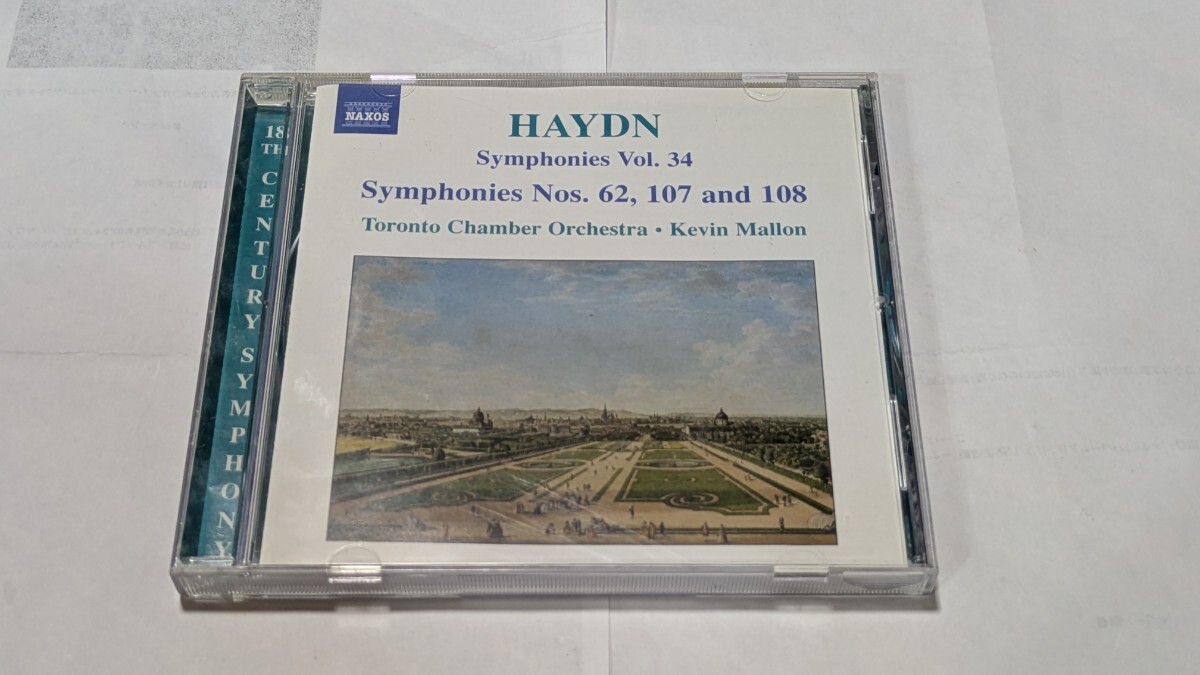 NAXOS
HAYDN
Symphonies Vol. 34
Symphonies Nos. 62, 107 and 108
Toronto Chamber Orchestra • Kevin Mallon
18TH CENTURY SYMPHONY